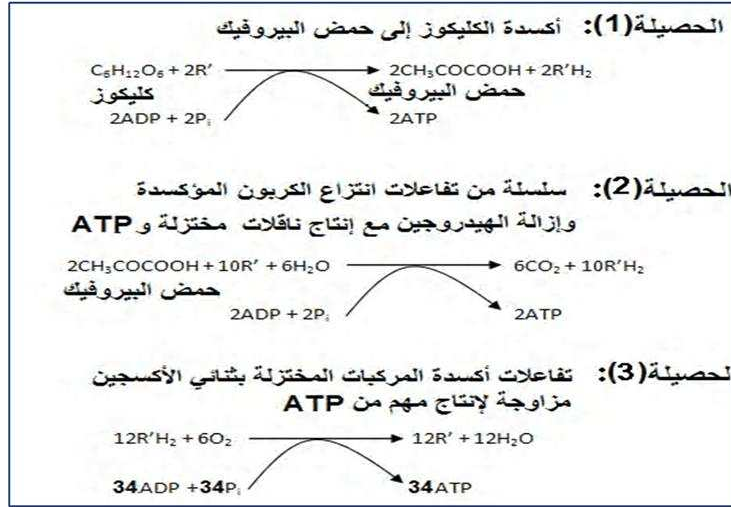 الحصيلة(1): أكسدة الكليكوز إلى حمض البيروفيك
C₆H₁₂O₆ + 2R′ → 2CH₃COCOOH + 2R′H₂
كليكوز حمض البيروفيك
2ADP + 2Pᵢ 2ATP
الحصيلة(2): سلسلة من تفاعلات انتزاع الكربون المؤكسدة
وإزالة الهيدروجين مع إنتاج ناقلات مختزلة و ATP
2CH₃COCOOH + 10R′ + 6H₂O → 6CO₂ + 10R′H₂
حمض البيروفيك
2ADP + 2Pᵢ 2ATP
لحصيلة(3): تفاعلات أكسدة المركبات المختزلة بثنائي الأكسجين
مزاوجة لإنتاج مهم من ATP
12R′H₂ + 6O₂ → 12R′ + 12H₂O
34ADP +34Pᵢ 34ATP